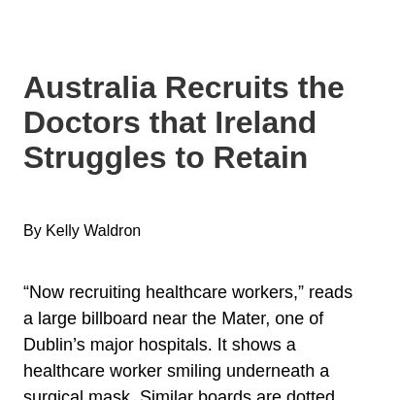 Australia Recruits the
Doctors that Ireland
Struggles to Retain
By Kelly Waldron
“Now recruiting healthcare workers,” reads
a large billboard near the Mater, one of
Dublin’s major hospitals. It shows a
healthcare worker smiling underneath a
surgical mask. Similar boards are dotted